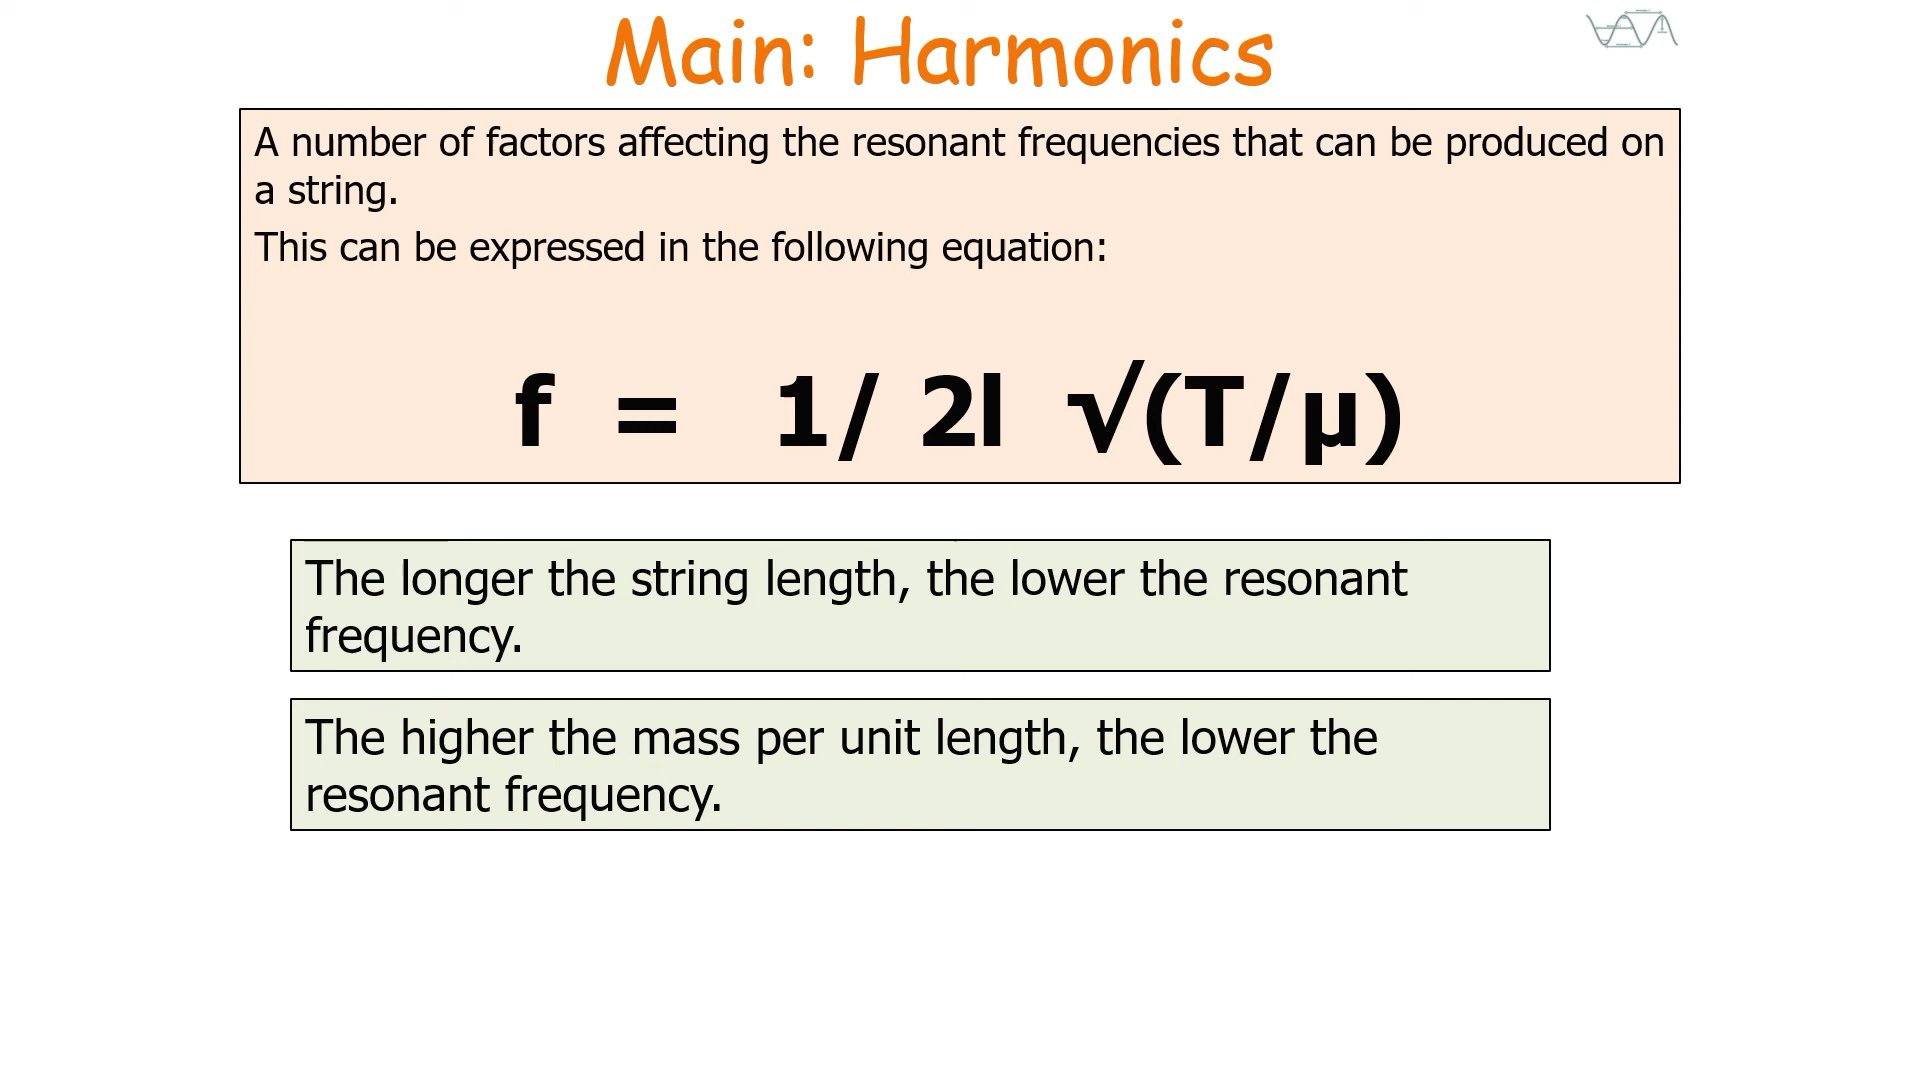 Main: Harmonics
A number of factors affecting the resonant frequencies that can be produced on
a string.
This can be expressed in the following equation:
f = 1/ 2l √(T/μ)
The longer the string length, the lower the resonant
frequency.
The higher the mass per unit length, the lower the
resonant frequency.